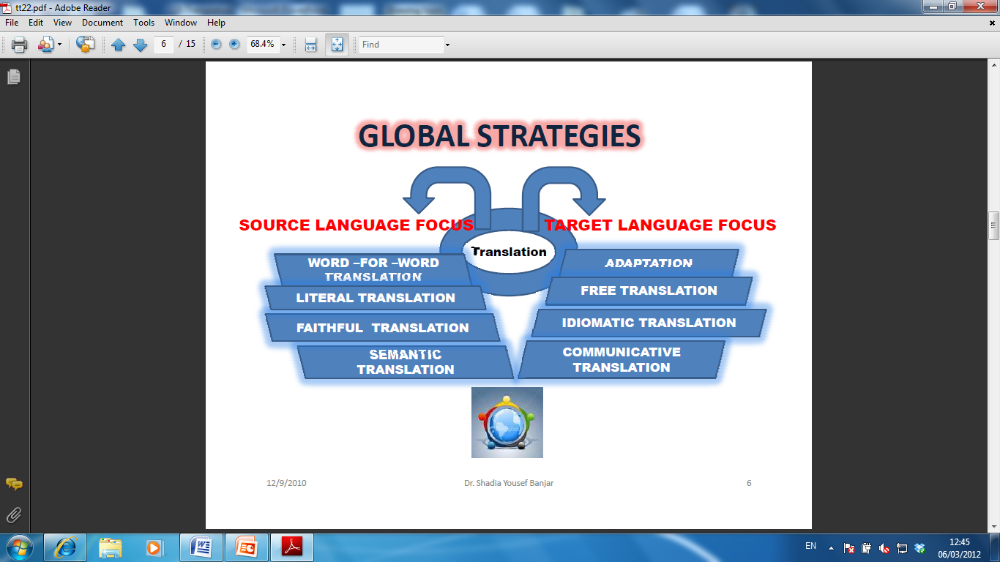 tt22.pdf - Adobe Reader
File Edit View Document Tools Window Help
6 / 15 68.4% Find
GLOBAL STRATEGIES
SOURCE LANGUAGE FOCUS
TARGET LANGUAGE FOCUS
Translation
WORD –FOR –WORD
TRANSLATION
LITERAL TRANSLATION
FAITHFUL TRANSLATION
SEMANTIC
TRANSLATION
ADAPTATION
FREE TRANSLATION
IDIOMATIC TRANSLATION
COMMUNICATIVE
TRANSLATION
12/9/2010 Dr. Shadia Yousef Banjar 6
EN 12:45
06/03/2012